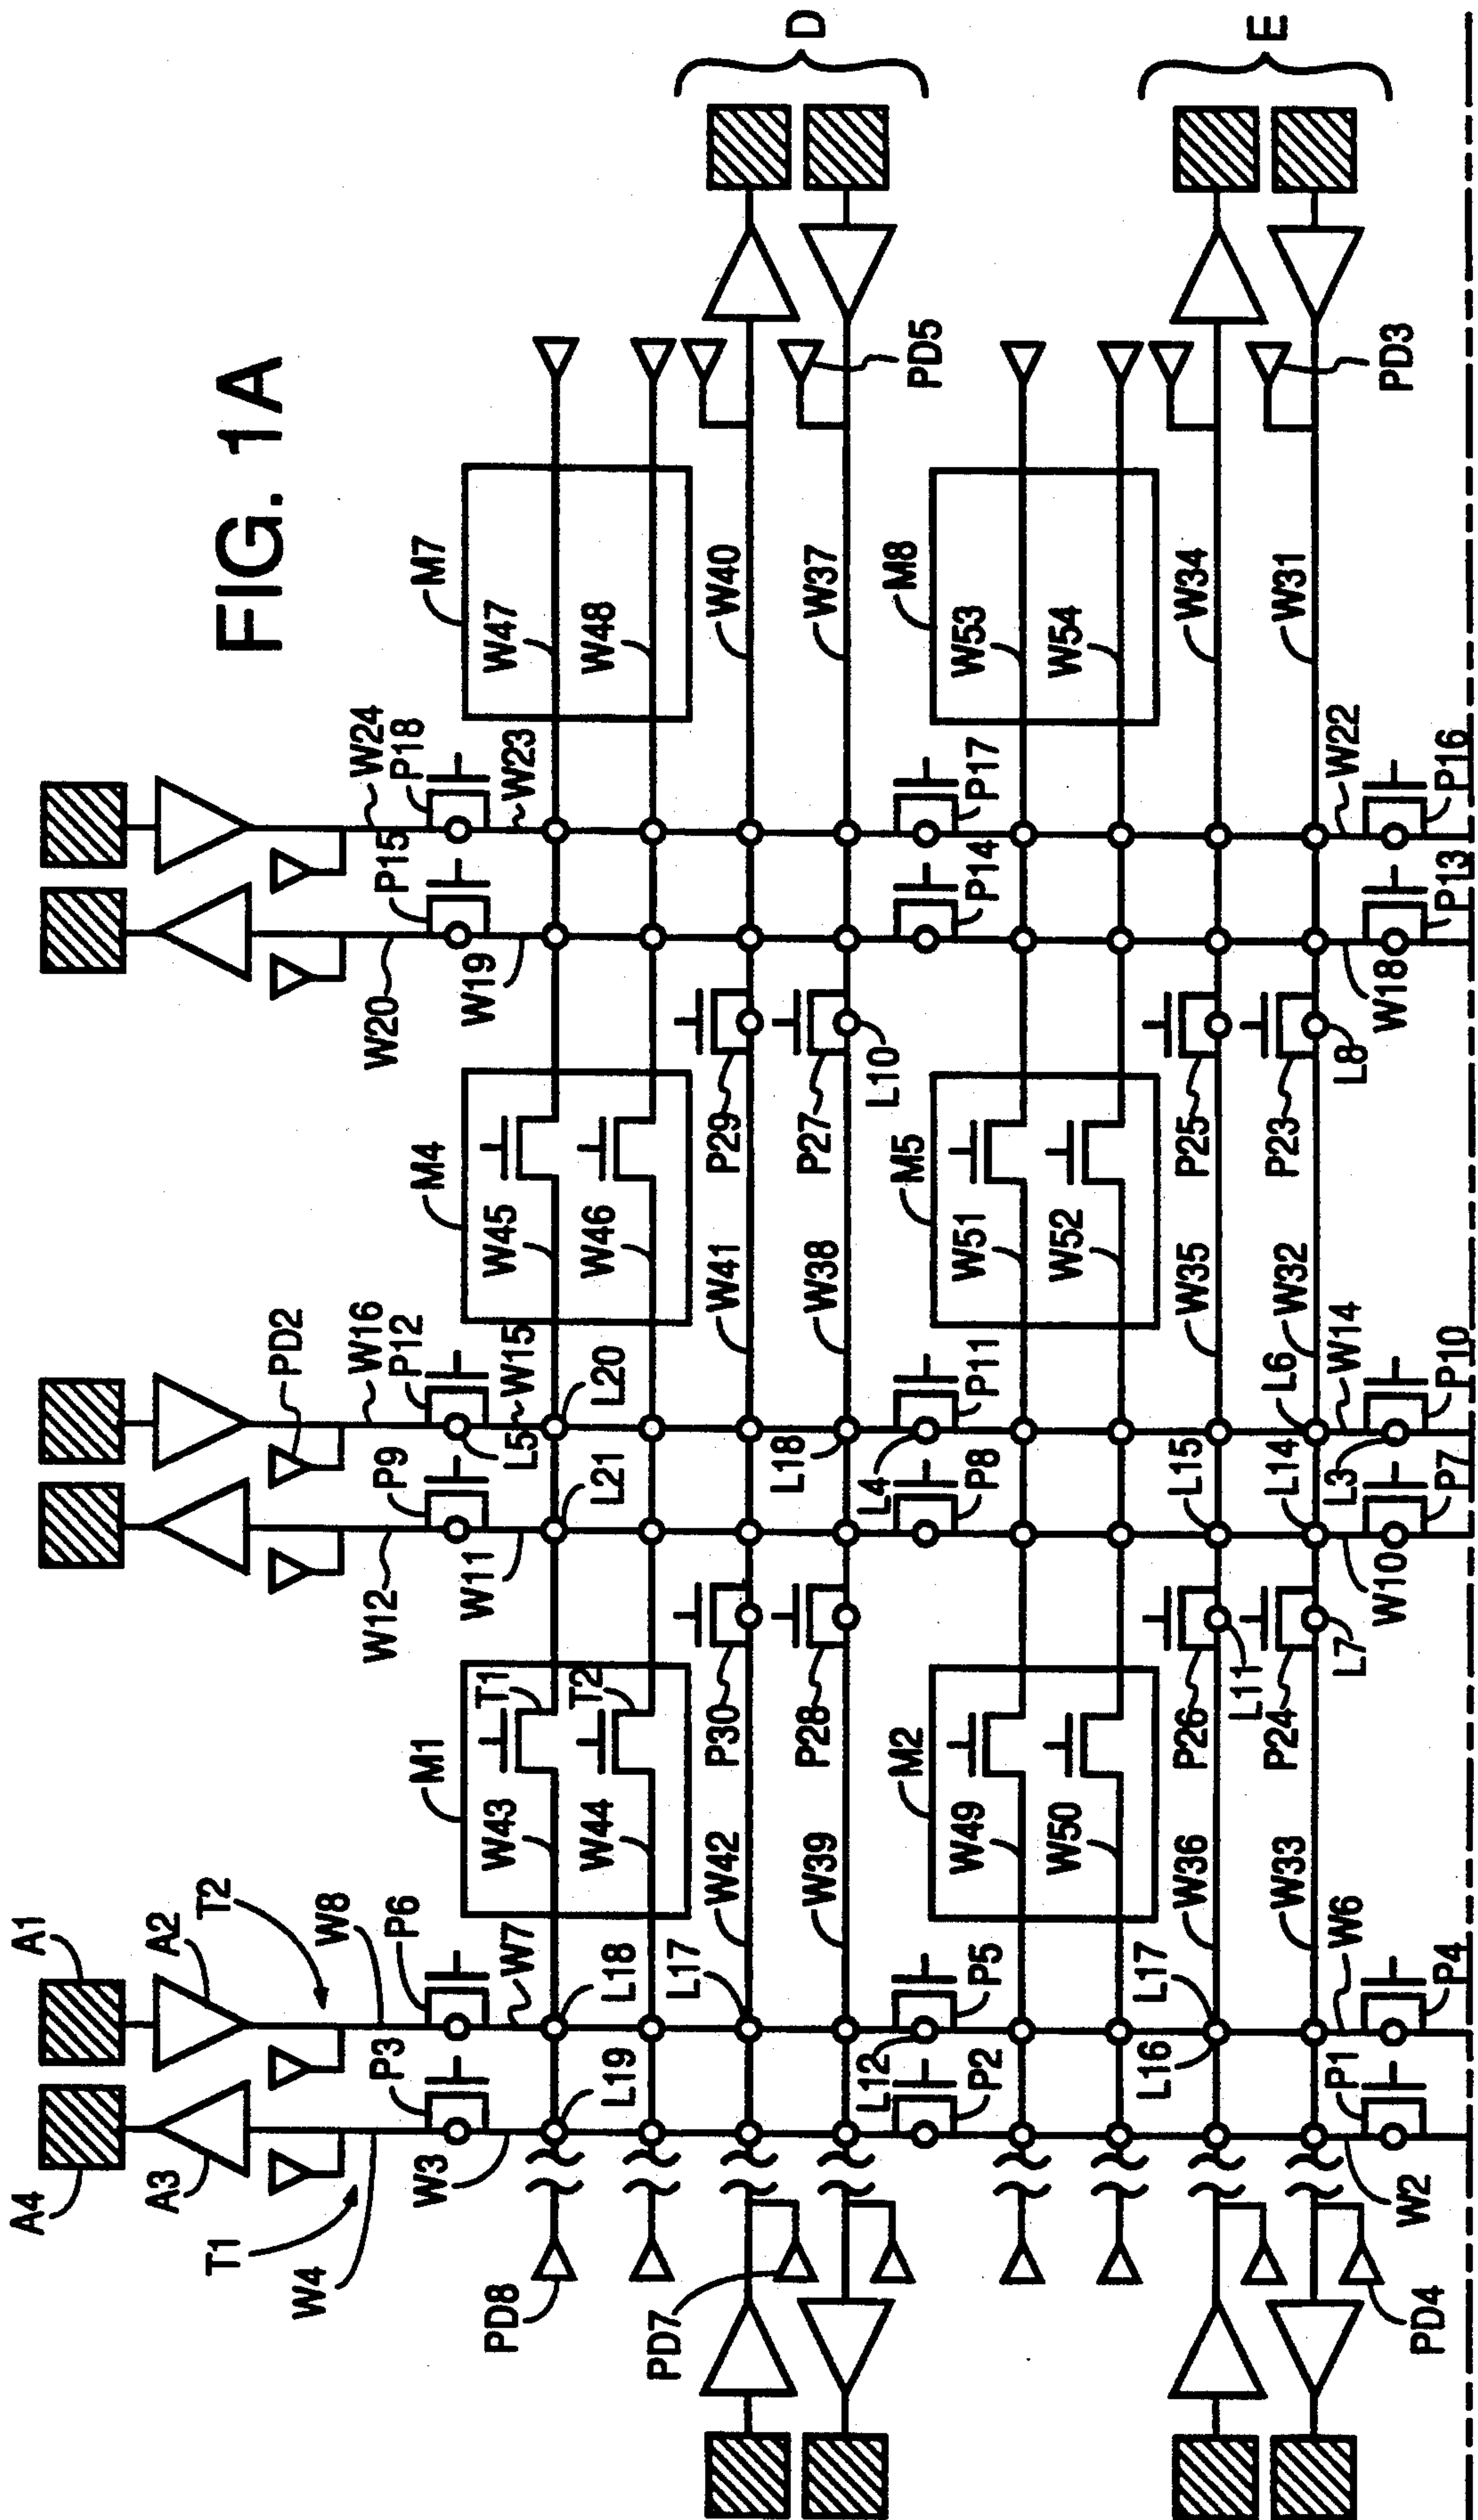 A4 A1
A3 A2
T1 T2
FIG. 1A
PD2
W4 W8
W12 W16 W20 W24
P3 P6 P9 P12 P15 P18
W3 M1 M4 M7
W11 W19
PD8 W7 W43 T1 L5 W15 W45 W23 W47
L19 L18 W44 T2 L21 L20 W46 W48
PD7 L17
W42 P30 W41 P29 W40
L18
W39 P28 W38 P27 W37 D
L12 L4 L10
M2 M5 M8
PD5
P2 P5 W49 P8 P11 W51 P14 P17 W53
W50 W52 W54
L16 L17
W36 P26 L15 W35 P25 W34
L11 E
W33 P24 L14 L6 W32 P23 W31
P1 W6 L7 L3 W14 L8 W22
W2 W10 W18 PD3
PD4 P4 P7 P10 P13 P16